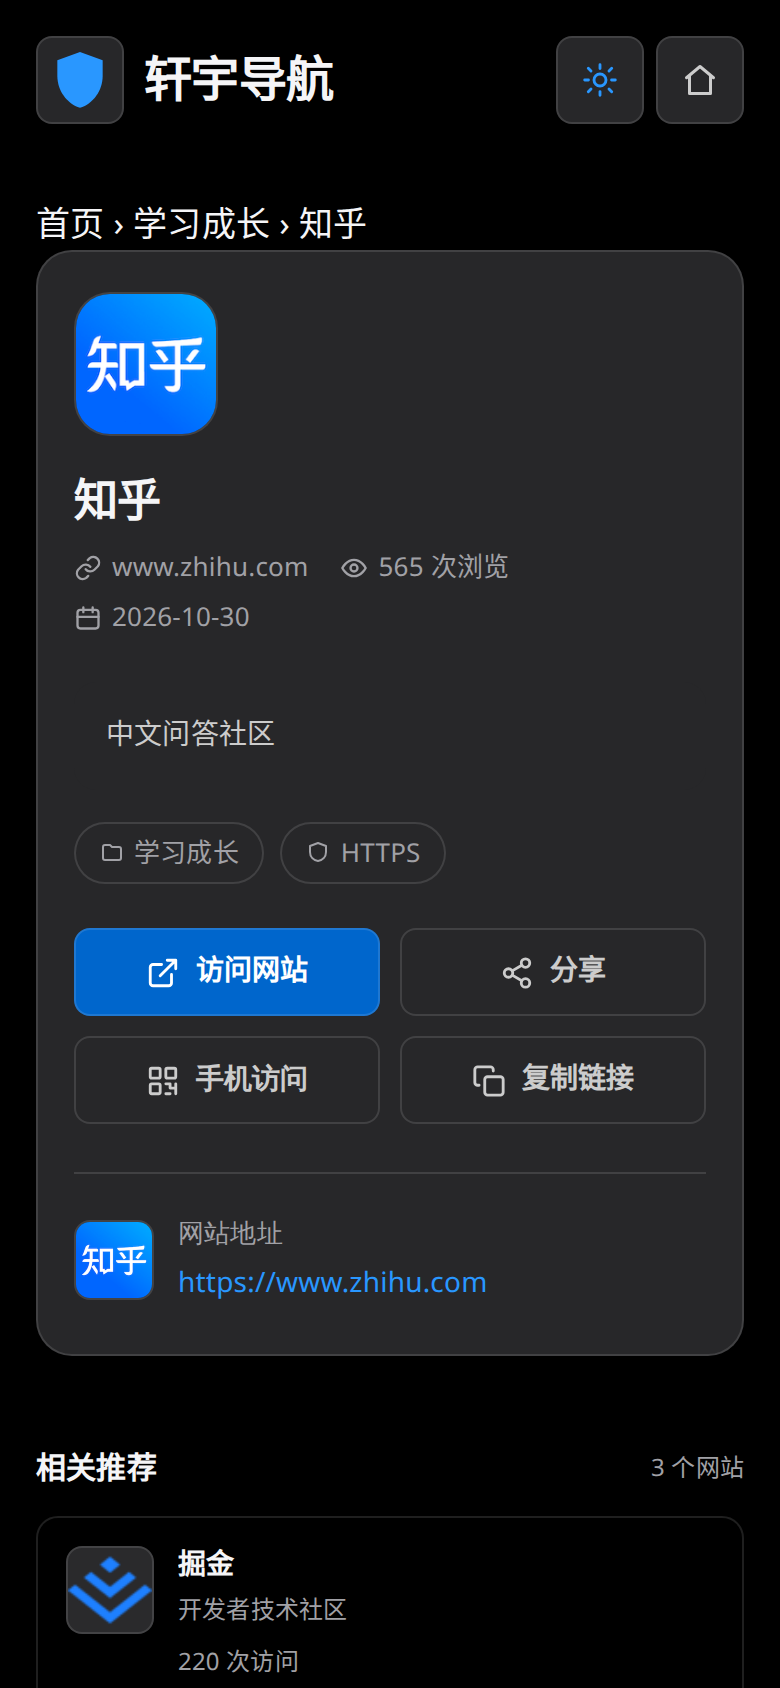 轩宇导航
首页 › 学习成长 › 知乎
知乎
知乎
www.zhihu.com 565 次浏览
2026-10-30
中文问答社区
学习成长 HTTPS
访问网站 分享
手机访问 复制链接
知乎 网站地址
https://www.zhihu.com
相关推荐 3 个网站
掘金
开发者技术社区
220 次访问